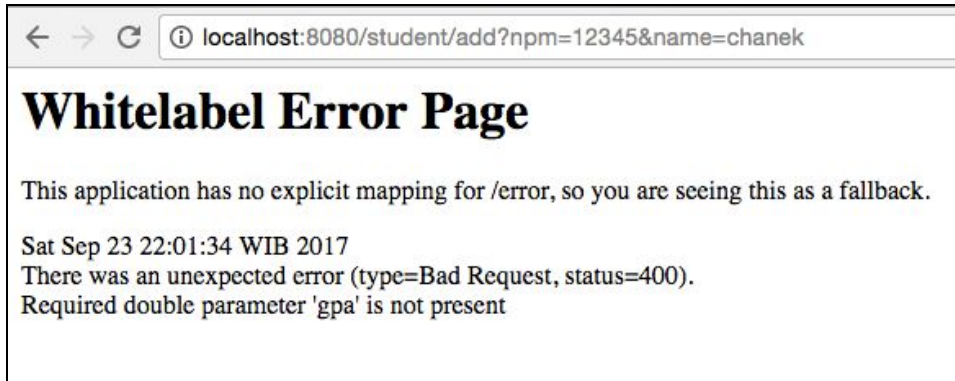 localhost:8080/student/add?npm=12345&name=chanek
Whitelabel Error Page
This application has no explicit mapping for /error, so you are seeing this as a fallback.
Sat Sep 23 22:01:34 WIB 2017
There was an unexpected error (type=Bad Request, status=400).
Required double parameter 'gpa' is not present